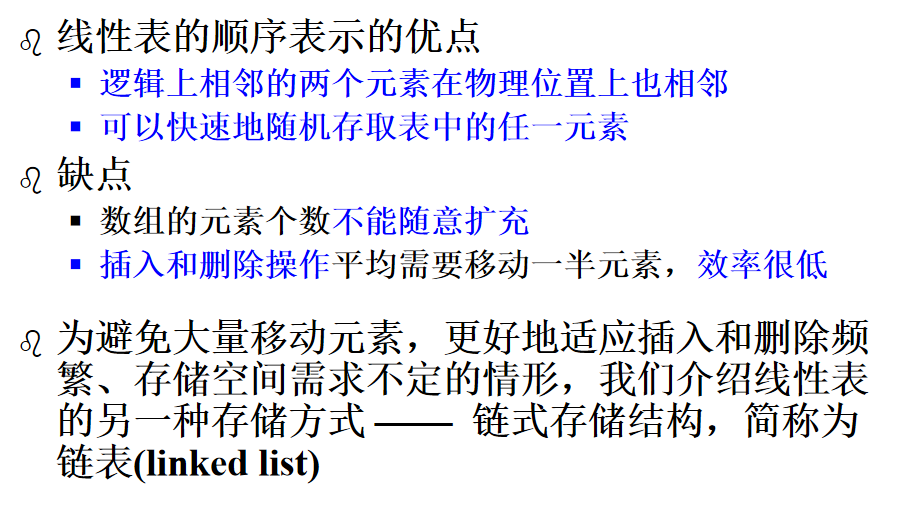 线性表的顺序表示的优点
逻辑上相邻的两个元素在物理位置上也相邻
可以快速地随机存取表中的任一元素
缺点
数组的元素个数不能随意扩充
插入和删除操作平均需要移动一半元素，效率很低
为避免大量移动元素，更好地适应插入和删除频
繁、存储空间需求不定的情形，我们介绍线性表
的另一种存储方式 —— 链式存储结构，简称为
链表(linked list)